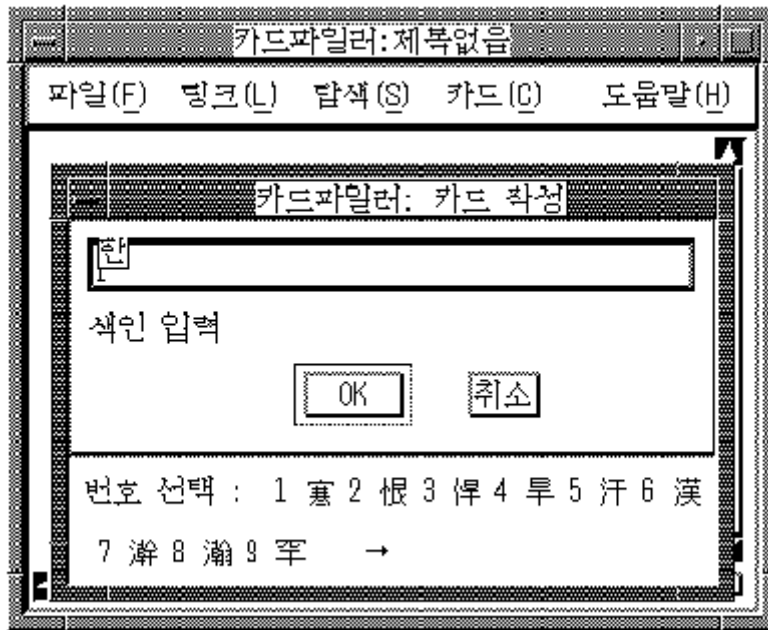 카드파일러:제목없음
파일(F) 링크(L) 탐색(S) 카드(C) 도움말(H)
카드파일러: 카드 작성
한
색인 입력
OK 취소
번호 선택 : 1 寒 2 恨 3 悍 4 旱 5 汗 6 漢
7 澣 8 瀚 9 罕 →